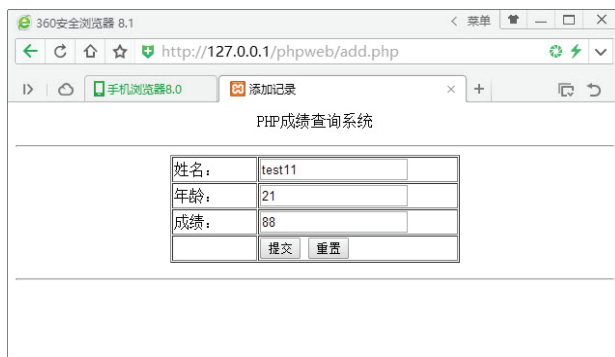 360安全浏览器 8.1 菜单
http://127.0.0.1/phpweb/add.php
手机浏览器8.0 添加记录
PHP成绩查询系统
姓名： test11
年龄： 21
成绩： 88
提交 重置